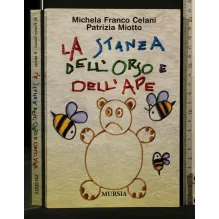 Michela Franco Celani
Patrizia Miotto
LA STANZA
DELL'ORSO E
DELL'APE
MURSIA